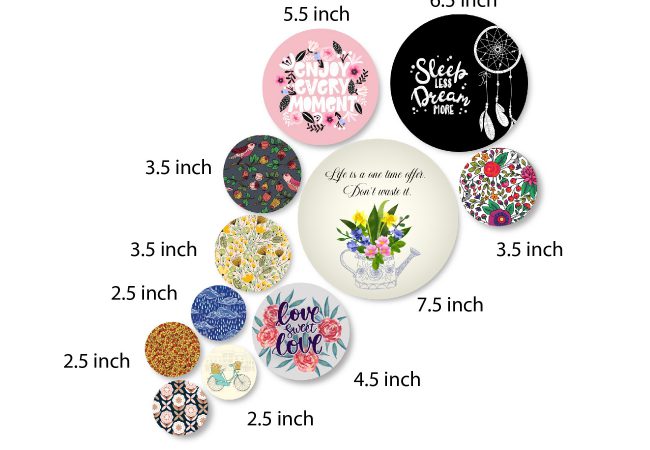 5.5 inch
6.5 inch
ENJOY
EVERY
MOMENT
Sleep
LESS
Dream
MORE
3.5 inch
Life is a one time offer.
Don't waste it.
3.5 inch
3.5 inch
2.5 inch
7.5 inch
love
sweet
love
2.5 inch
4.5 inch
2.5 inch